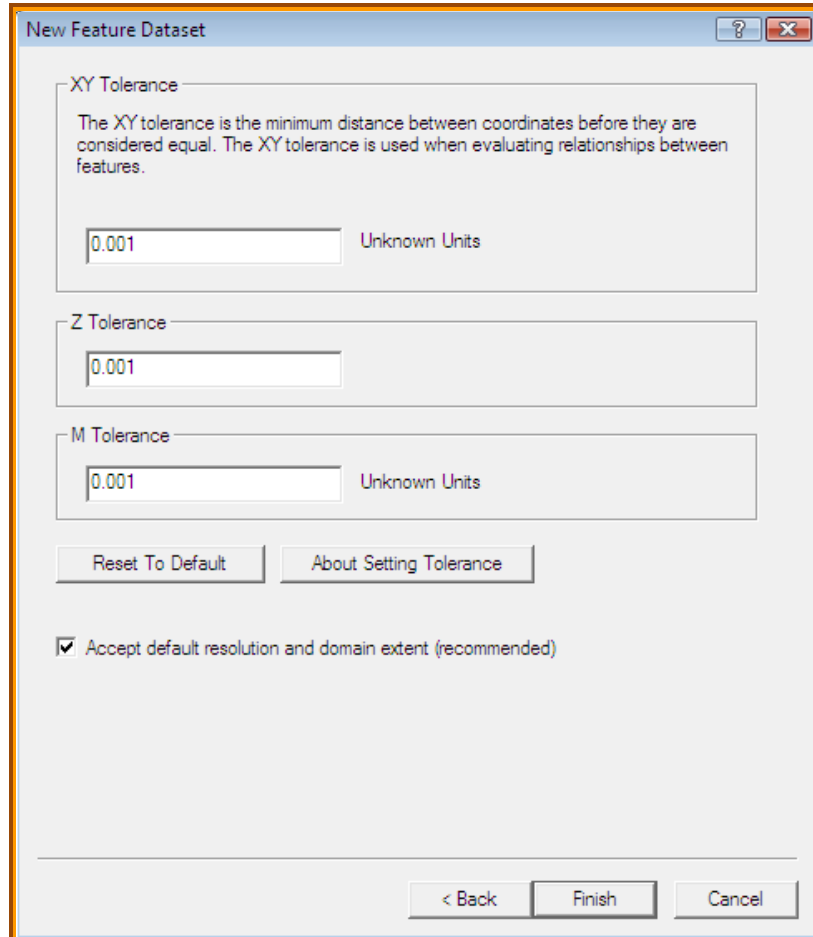 New Feature Dataset
?
XY Tolerance
The XY tolerance is the minimum distance between coordinates before they are
considered equal. The XY tolerance is used when evaluating relationships between
features.
0.001 Unknown Units
Z Tolerance
0.001
M Tolerance
0.001 Unknown Units
Reset To Default About Setting Tolerance
Accept default resolution and domain extent (recommended)
< Back Finish Cancel